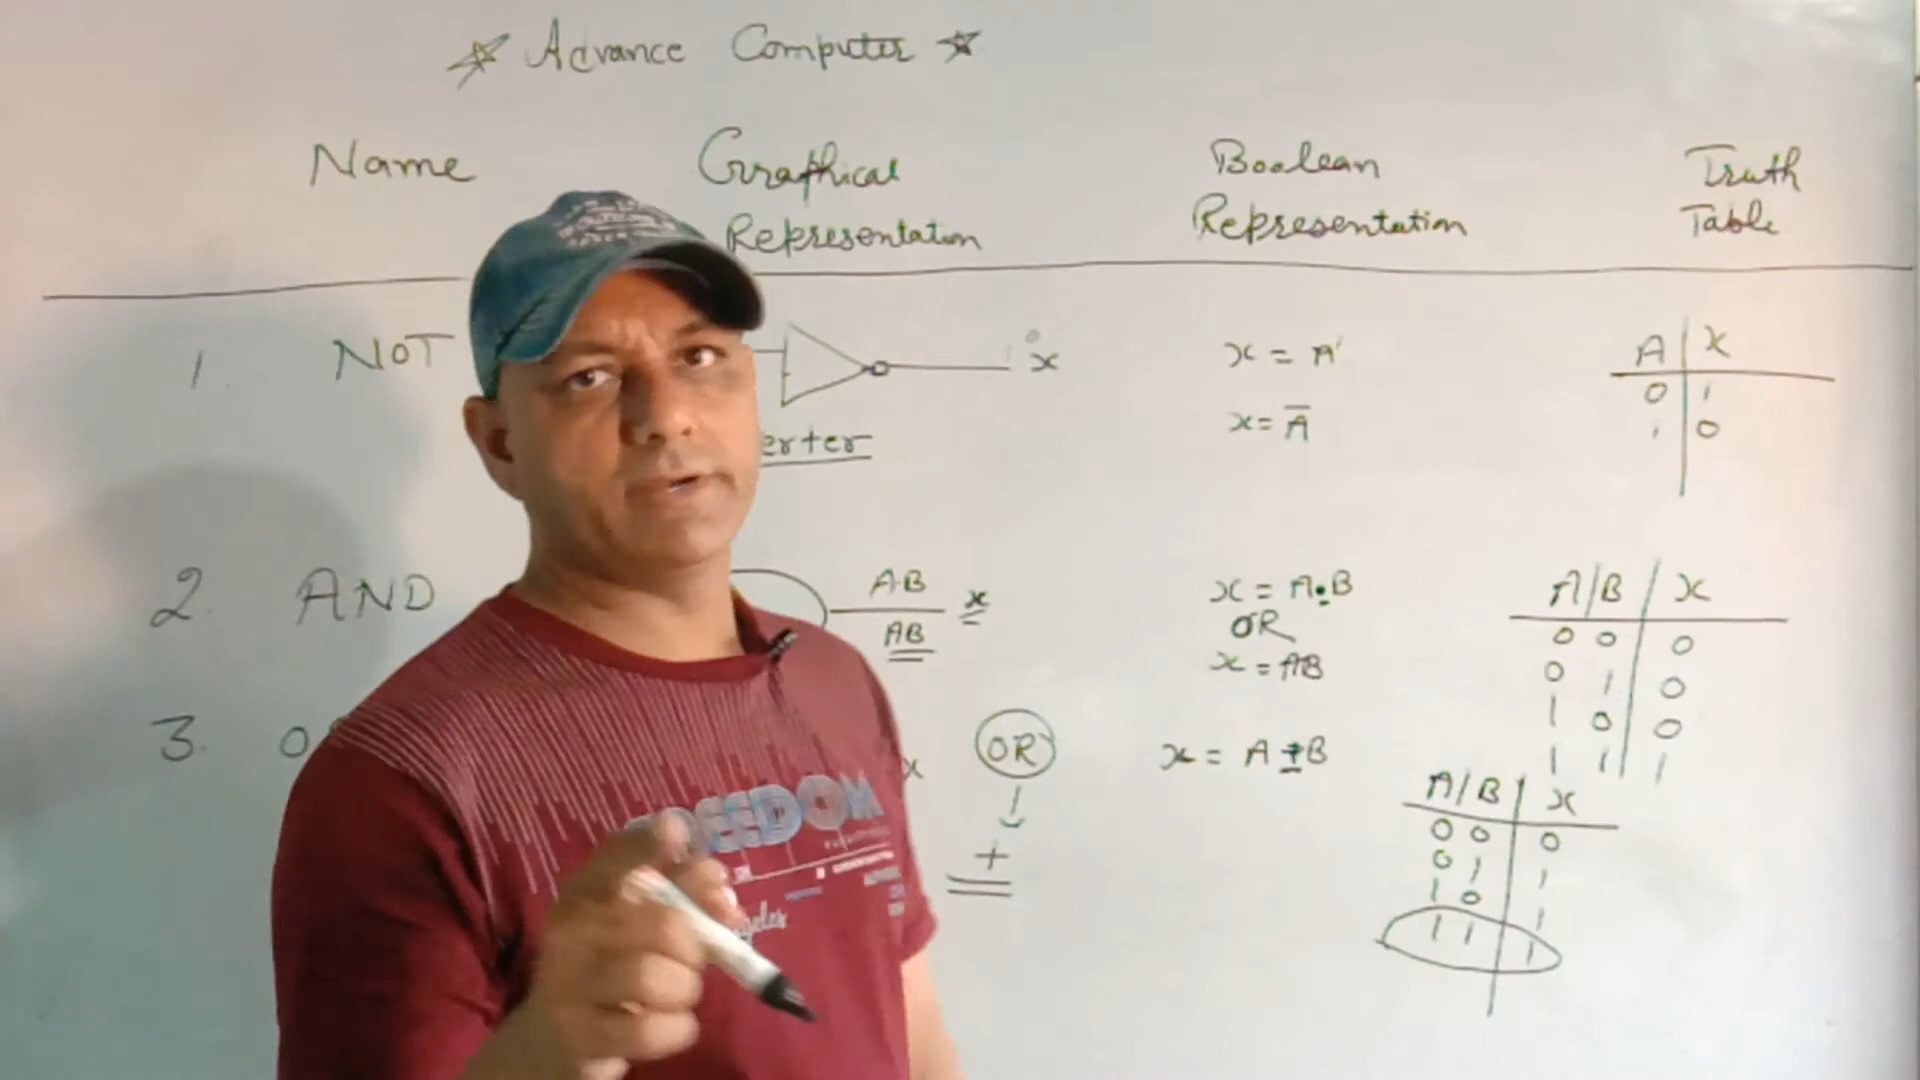 ☆ Advance Computer ☆
Name Graphical Representation Boolean Representation Truth Table
1. NOT x x = A' A x
0 1
x = A̅ 1 0
erter
2. AND A·B x x = A·B A B x
AB OR 0 0 0
x = AB 0 1 0
1 0 0
1 1 1
3. O x OR x = A + B A B x
+ 0 0 0
0 1 1
1 0 1
1 1 1
FREEDOM
geles